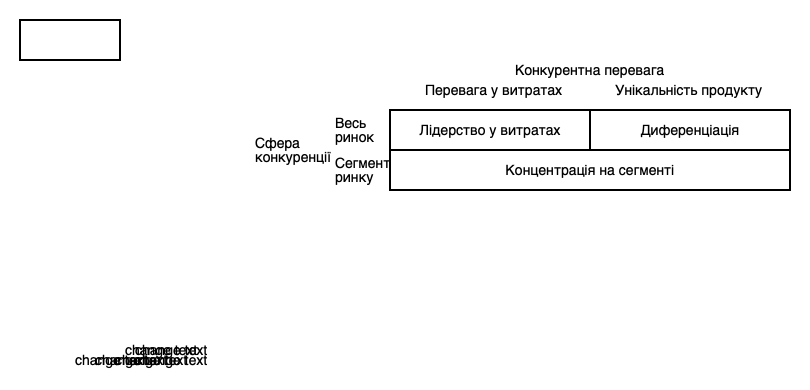 Конкурентна перевага
Перевага у витратах
Унікальність продукту
Сфера
конкуренції
Весь
ринок
Лідерство у витратах
Диференціація
Сегмент
ринку
Концентрація на сегменті